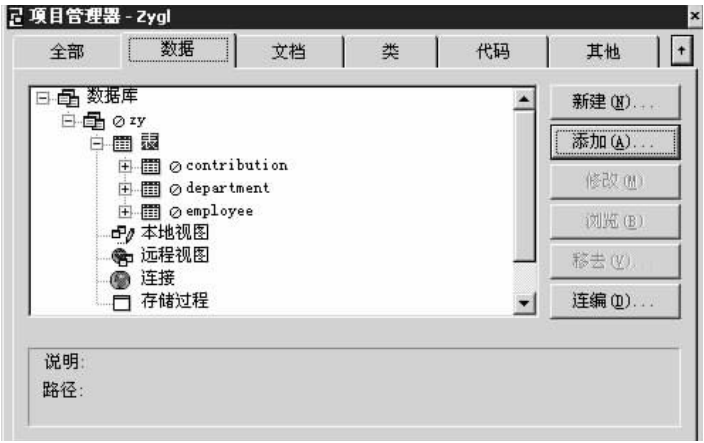 项目管理器 - Zygl
全部 数据 文档 类 代码 其他
数据库
zy
表
contribution
department
employee
本地视图
远程视图
连接
存储过程
新建(N)...
添加(A)...
修改(M)
浏览(B)
移去(V)...
连编(D)...
说明:
路径: